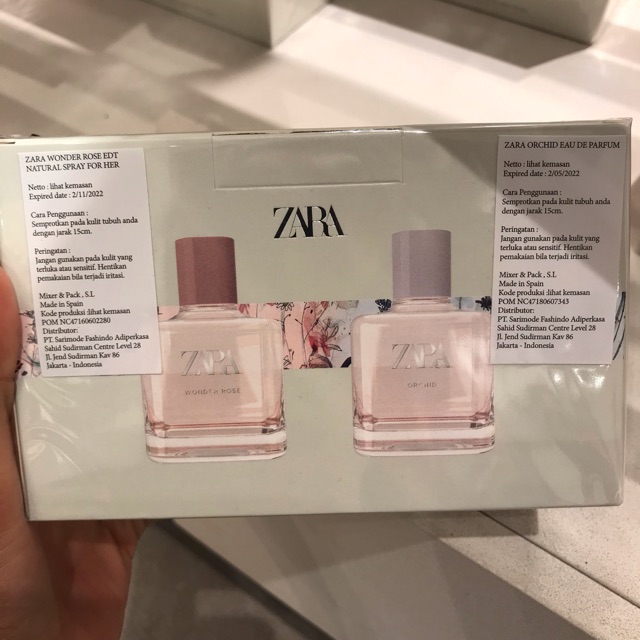 ZARA WONDER ROSE EDT
NATURAL SPRAY FOR HER
Netto : lihat kemasan
Expired date : 2/11/2022
Cara Penggunaan :
Semprotkan pada kulit tubuh anda
dengan jarak 15cm.
Peringatan :
Jangan gunakan pada kulit yang
terluka atau sensitif. Hentikan
pemakaian bila terjadi iritasi.
Mixer & Pack , S.L
Made in Spain
Kode produksi :lihat kemasan
POM NC47160602280
Distributor:
PT. Sarimode Fashindo Adiperkasa
Sahid Sudirman Centre Level 28
Jl. Jend Sudirman Kav 86
Jakarta - Indonesia
ZARA
ZARA
WONDER ROSE
ZARA
ORCHID
ZARA ORCHID EAU DE PARFUM
Netto : lihat kemasan
Expired date : 2/05/2022
Cara Penggunaan :
Semprotkan pada kulit tubuh anda
dengan jarak 15cm.
Peringatan :
Jangan gunakan pada kulit yang
terluka atau sensitif. Hentikan
pemakaian bila terjadi iritasi.
Mixer & Pack , S.L
Made in Spain
Kode produksi :lihat kemasan
POM NC47180607343
Distributor:
PT. Sarimode Fashindo Adiperkasa
Sahid Sudirman Centre Level 28
Jl. Jend Sudirman Kav 86
Jakarta - Indonesia